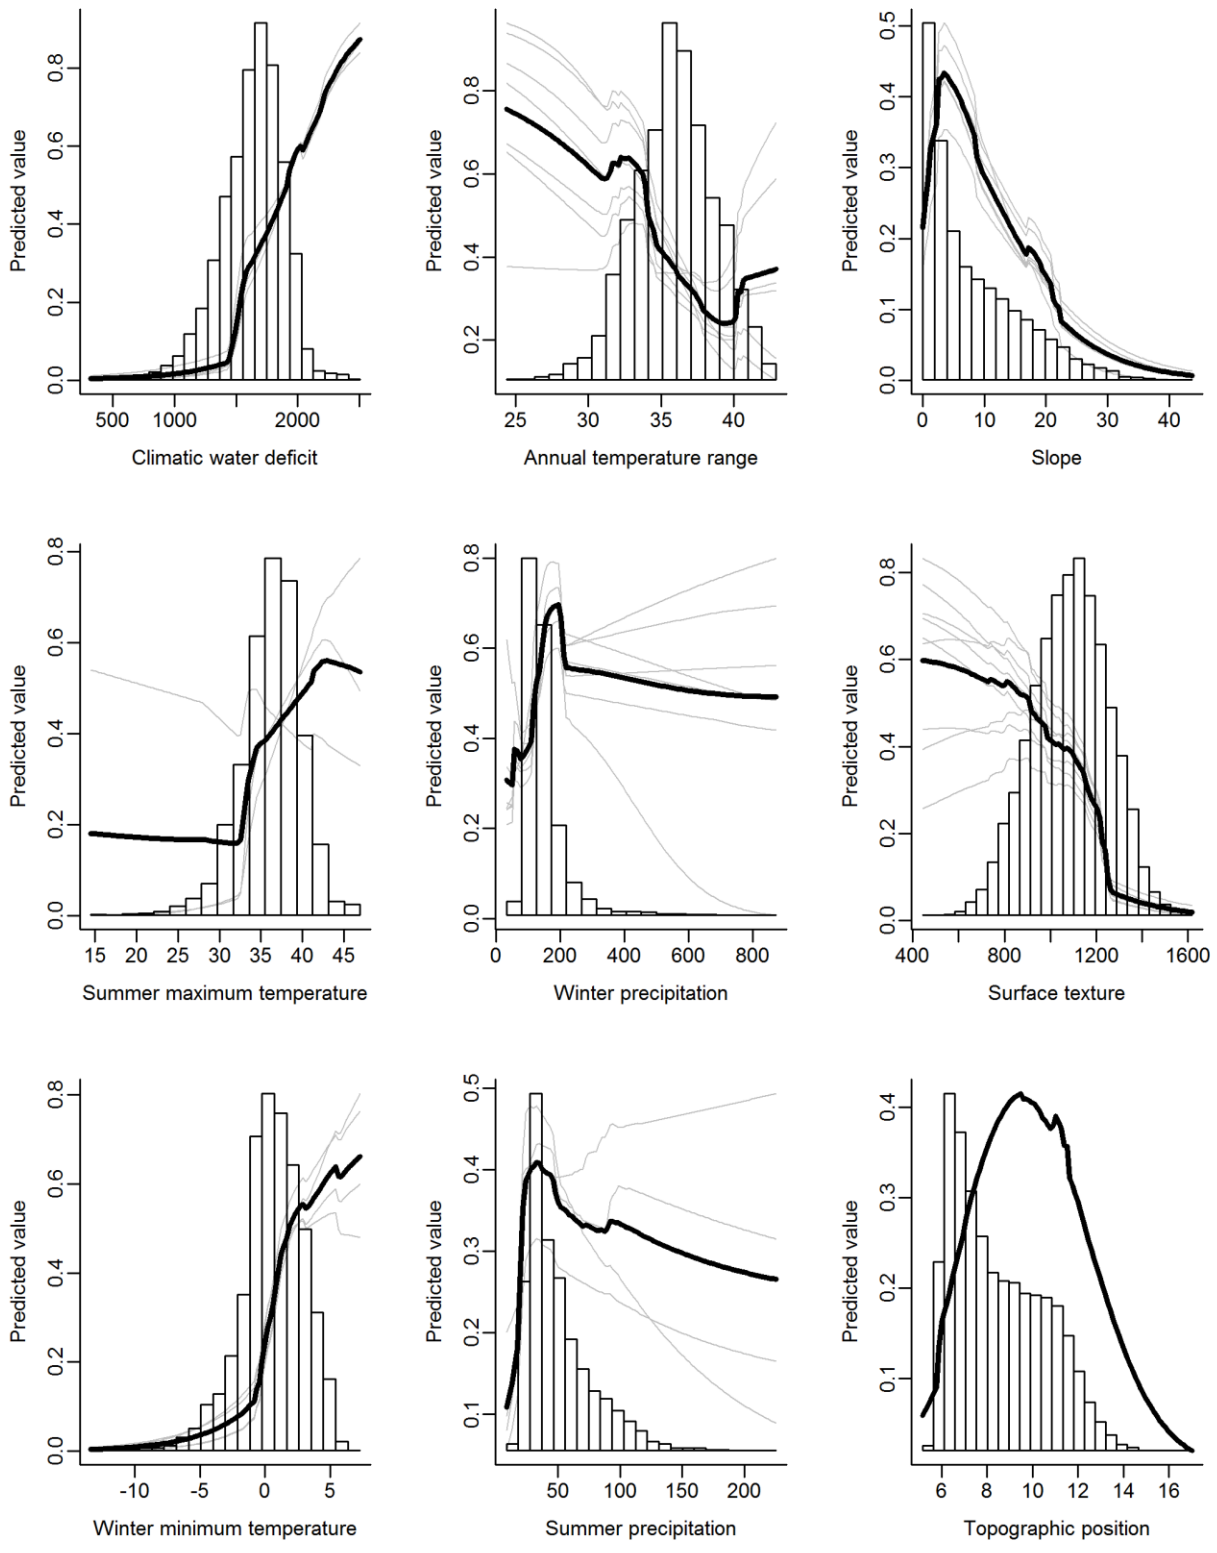 Predicted value
0.0 0.2 0.4 0.6 0.8
500 1000 2000
Climatic water deficit
Predicted value
0.2 0.4 0.6 0.8
25 30 35 40
Annual temperature range
Predicted value
0.0 0.1 0.2 0.3 0.4 0.5
0 10 20 30 40
Slope
Predicted value
0.0 0.2 0.4 0.6 0.8
15 20 25 30 35 40 45
Summer maximum temperature
Predicted value
0.0 0.2 0.4 0.6 0.8
0 200 400 600 800
Winter precipitation
Predicted value
0.0 0.2 0.4 0.6 0.8
400 800 1200 1600
Surface texture
Predicted value
0.0 0.2 0.4 0.6 0.8
-10 -5 0 5
Winter minimum temperature
Predicted value
0.1 0.2 0.3 0.4 0.5
50 100 150 200
Summer precipitation
Predicted value
0.1 0.2 0.3 0.4
6 8 10 12 14 16
Topographic position